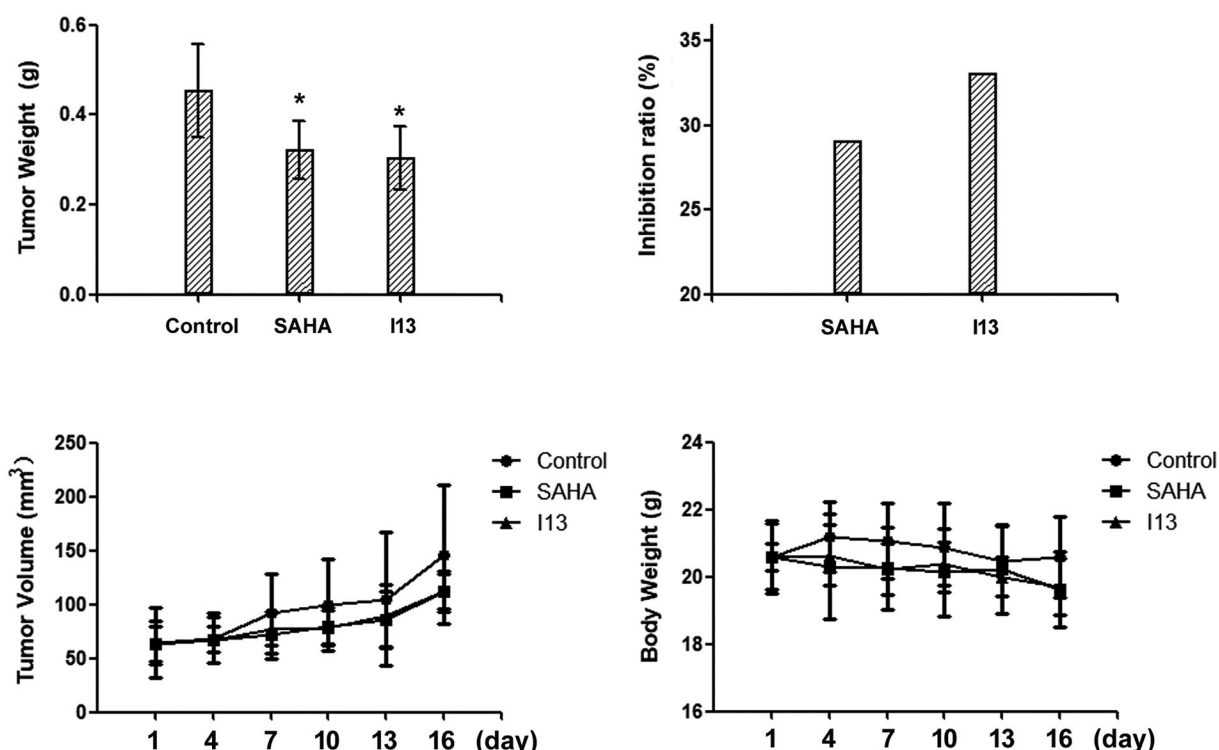 Tumor Weight (g)
0.6
0.4
0.2
0.0
*
*
Control SAHA I13
Inhibition ratio (%)
35
30
25
20
SAHA I13
Tumor Volume (mm³)
250
200
150
100
50
0
Control
SAHA
I13
1 4 7 10 13 16 (day)
Body Weight (g)
24
22
20
18
16
Control
SAHA
I13
1 4 7 10 13 16 (day)